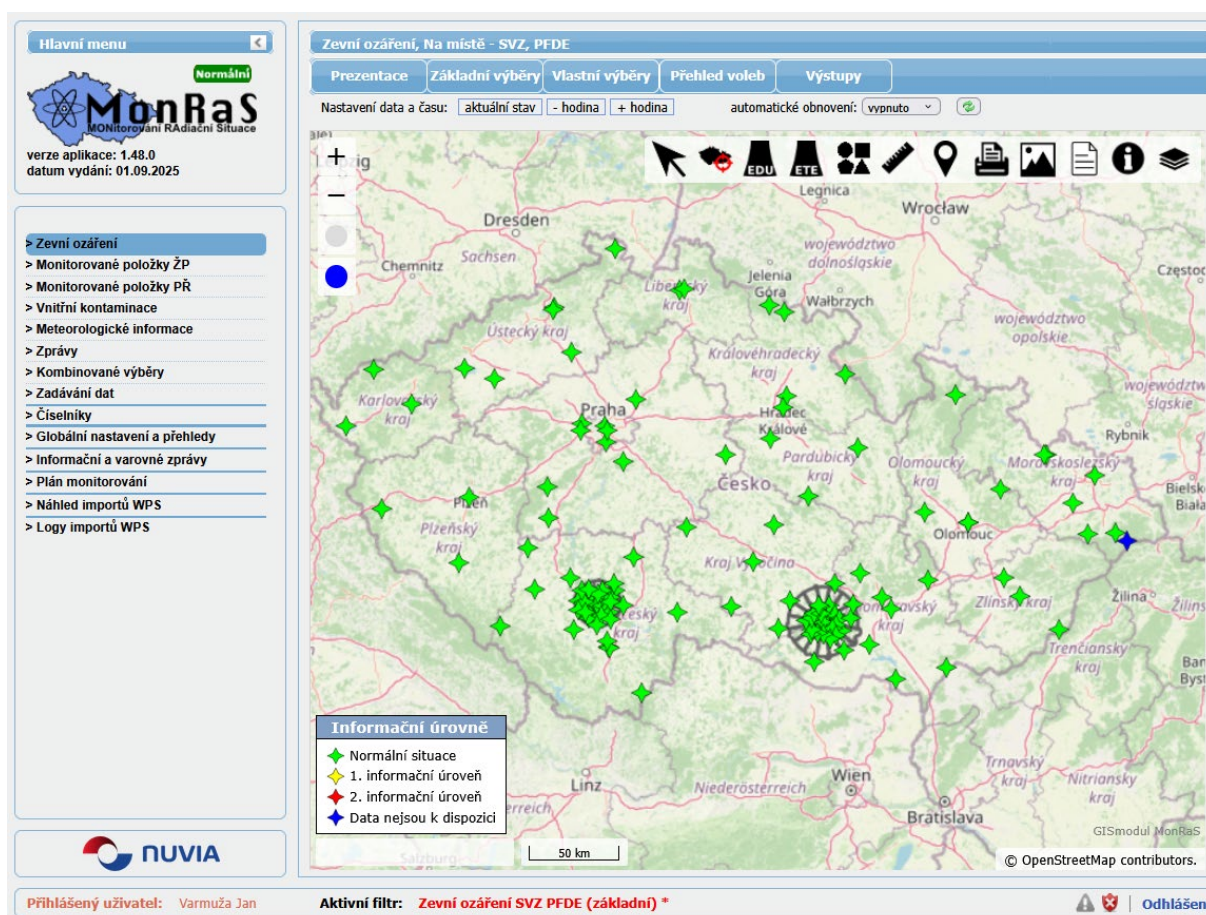 Hlavní menu
Normální
MonRaS
MONitorování RAdiační Situace
verze aplikace: 1.48.0
datum vydání: 01.09.2025
> Zevní ozáření
> Monitorované položky ŽP
> Monitorované položky PŘ
> Vnitřní kontaminace
> Meteorologické informace
> Zprávy
> Kombinované výběry
> Zadávání dat
> Číselníky
> Globální nastavení a přehledy
> Informační a varovné zprávy
> Plán monitorování
> Náhled importů WPS
> Logy importů WPS
NUVIA
Zevní ozáření, Na místě - SVZ, PFDE
Prezentace Základní výběry Vlastní výběry Přehled voleb Výstupy
Nastavení data a času: aktuální stav - hodina + hodina automatické obnovení: vypnuto
+
−
EDU ETE
Legnica
Wrocław
Dresden
Chemnitz
Sachsen
województwo
dolnośląskie
Jelenia
Góra
Wałbrzych
Liberecký
kraj
Ústecký kraj
województwo
opolskie
Královéhradecký
kraj
Karlovarský
kraj
Praha
Hradec
Králové
śląskie
Rybnik
Pardubický
kraj
Olomoucký
kraj
Moravskoslezský
kraj
Česko
Plzeň
Plzeňský
kraj
Olomouc
Kraj Vysočina
Zlínský kraj
Žilina
kraj
kraj
Trenčiansky
kraj
Informační úrovně
Normální situace
1. informační úroveň
2. informační úroveň
Data nejsou k dispozici
Linz
Niederösterreich
Wien
Trnavský
kraj
Nitriansky
kraj
Bratislava
Salzburg
50 km
GISmodul MonRaS
© OpenStreetMap contributors.
Přihlášený uživatel: Varmuža Jan
Aktivní filtr: Zevní ozáření SVZ PFDE (základní) *